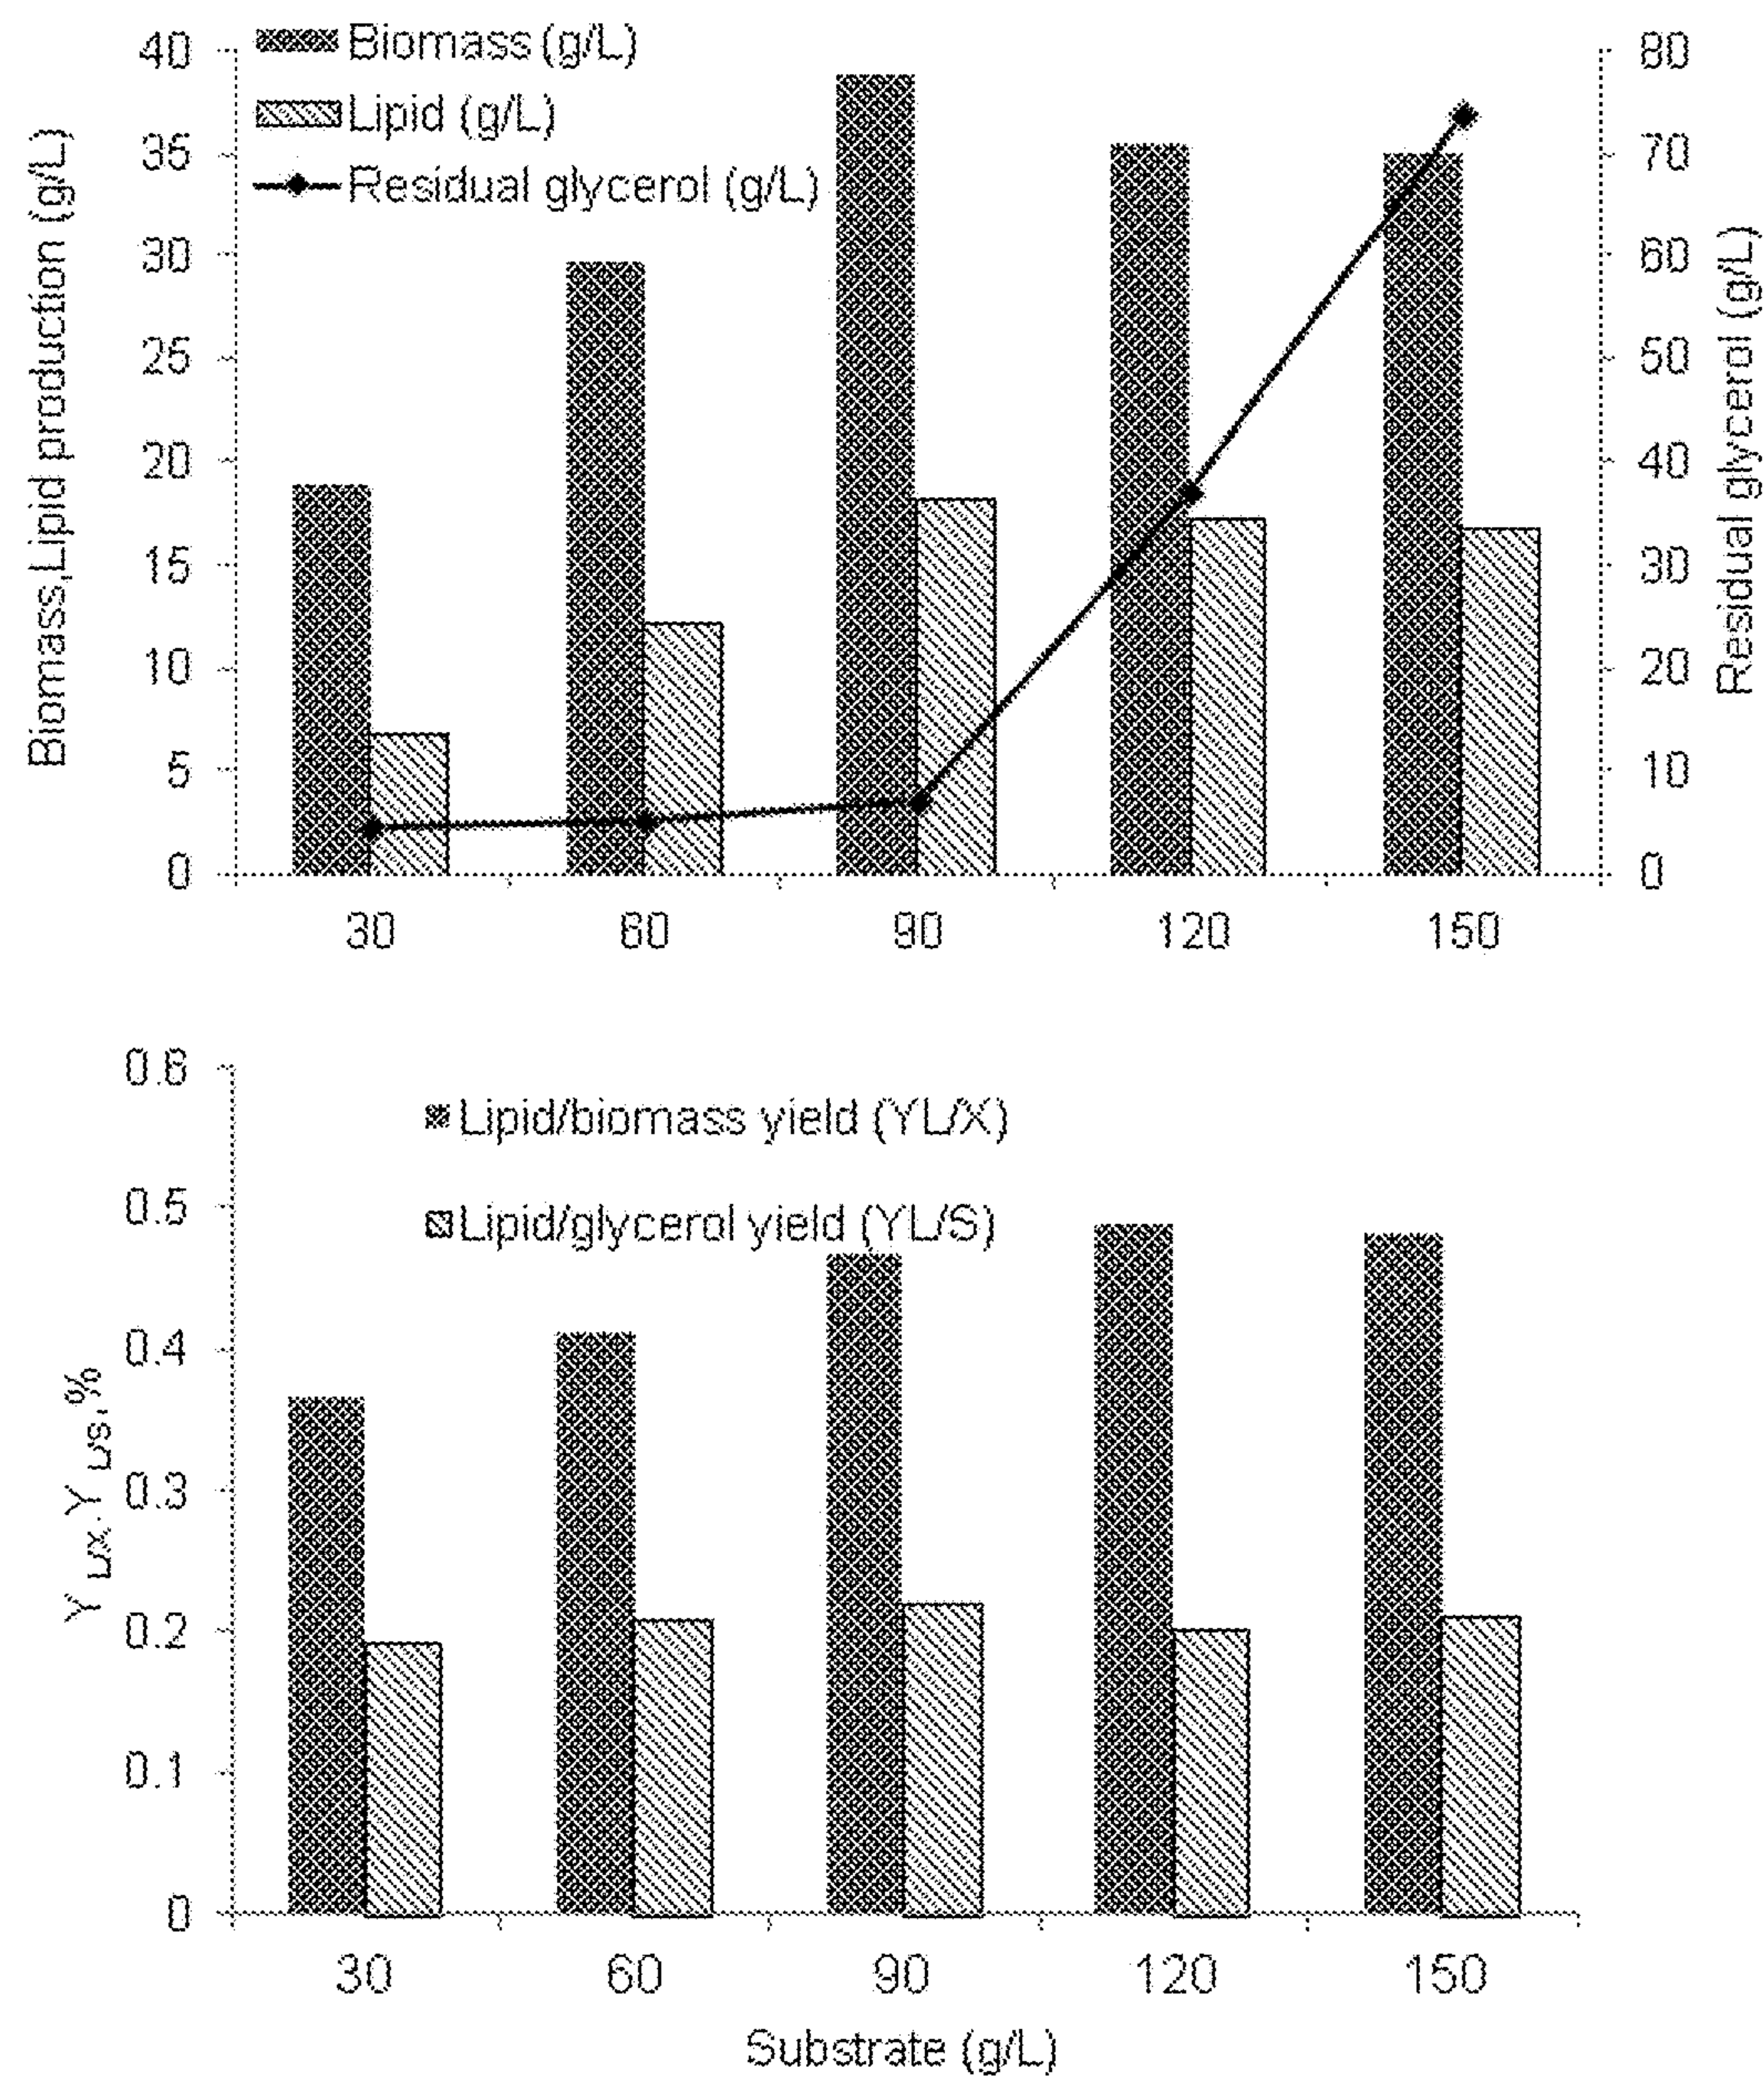 Biomass (g/L)
Lipid (g/L)
Residual glycerol (g/L)
Biomass,Lipid production (g/L)
40
35
30
25
20
15
10
5
0
80
70
60
50
40
30
20
10
0
Residual glycerol (g/L)
30 60 90 120 150
Lipid/biomass yield (YL/X)
Lipid/glycerol yield (YL/S)
Y L/X, Y L/S, %
0.6
0.5
0.4
0.3
0.2
0.1
0
30 60 90 120 150
Substrate (g/L)